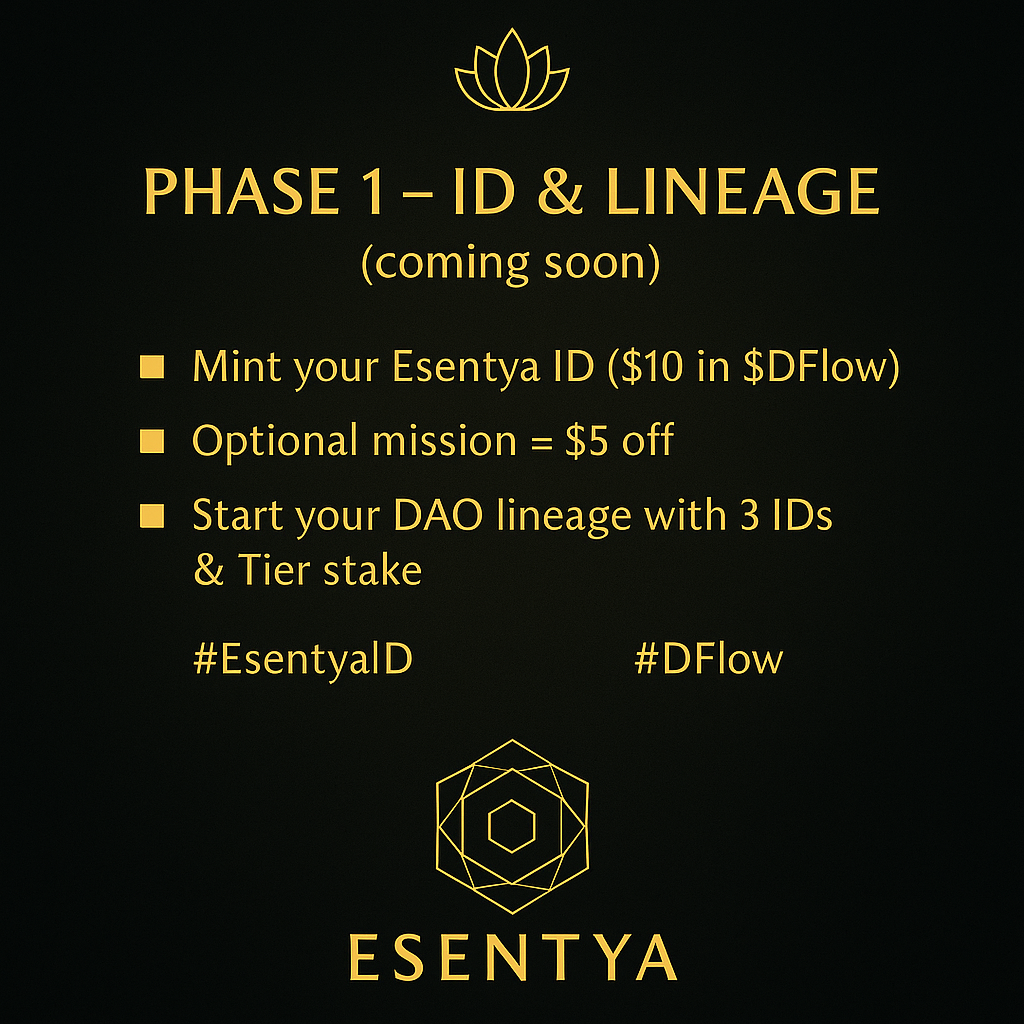 PHASE 1 – ID & LINEAGE
(coming soon)
■ Mint your Esentya ID ($10 in $DFlow)
■ Optional mission = $5 off
■ Start your DAO lineage with 3 IDs
& Tier stake
#EsentyaID #DFlow
ESENTYA